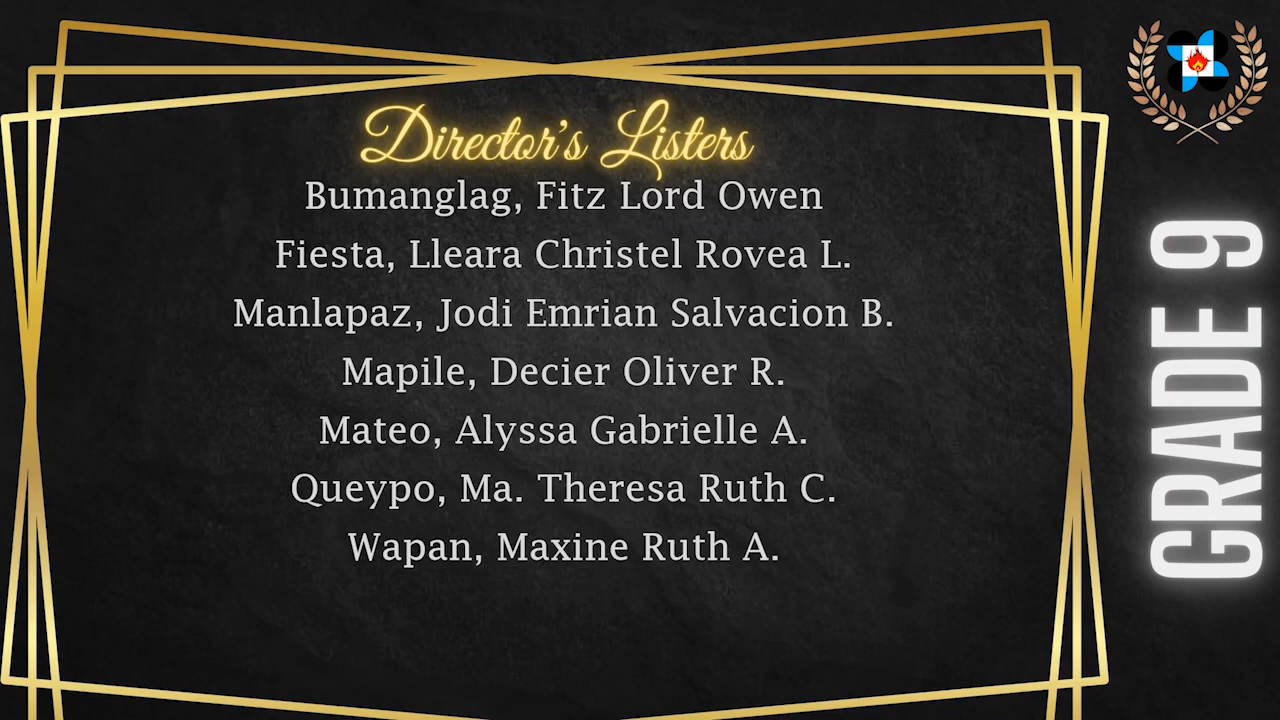 Director's Listers
Bumanglag, Fitz Lord Owen
Fiesta, Lleara Christel Rovea L.
Manlapaz, Jodi Emrian Salvacion B.
Mapile, Decier Oliver R.
Mateo, Alyssa Gabrielle A.
Queypo, Ma. Theresa Ruth C.
Wapan, Maxine Ruth A.
GRADE 9